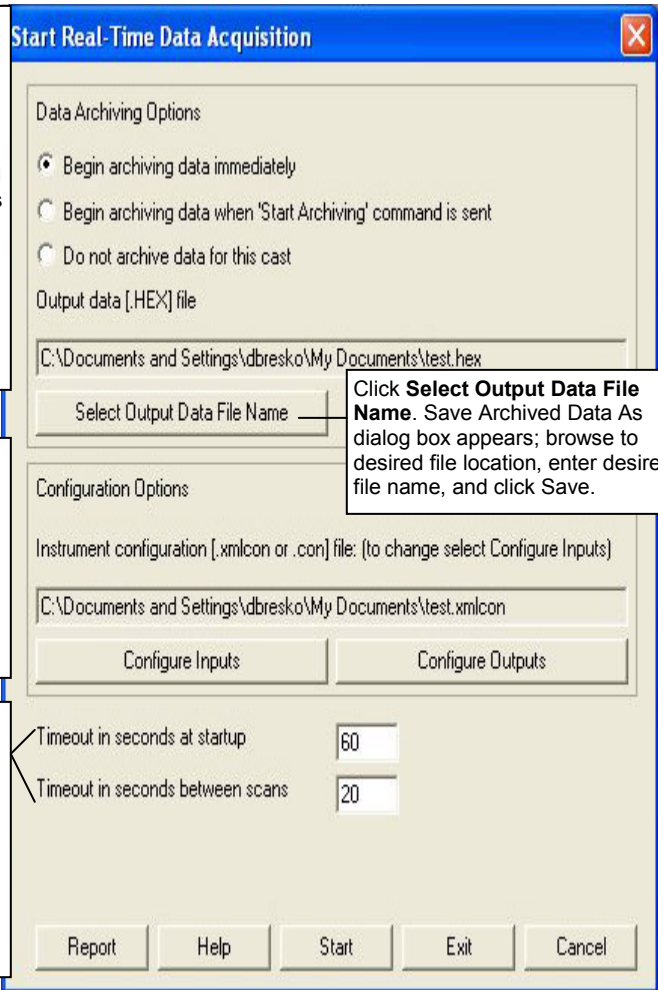 Start Real-Time Data Acquisition
Data Archiving Options
Begin archiving data immediately
Begin archiving data when 'Start Archiving' command is sent
Do not archive data for this cast
Output data [.HEX] file
C:\Documents and Settings\dbresko\My Documents\test.hex
Select Output Data File Name
Click Select Output Data File
Name. Save Archived Data As
dialog box appears; browse to
desired file location, enter desire
file name, and click Save.
Configuration Options
Instrument configuration [.xmlcon or .con] file: (to change select Configure Inputs)
C:\Documents and Settings\dbresko\My Documents\test.xmlcon
Configure Inputs
Configure Outputs
Timeout in seconds at startup 60
Timeout in seconds between scans 20
Report Help Start Exit Cancel